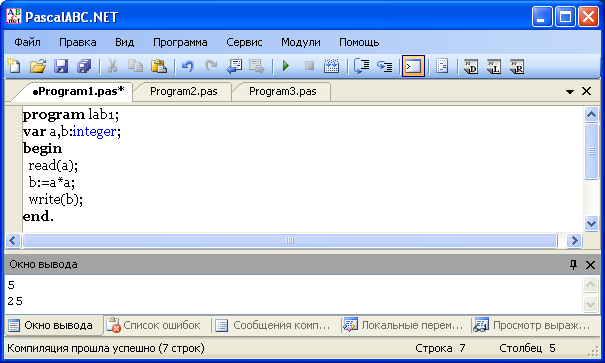 PascalABC.NET
Файл Правка Вид Программа Сервис Модули Помощь
●Program1.pas* Program2.pas Program3.pas
program lab1;
var a,b:integer;
begin
read(a);
b:=a*a;
write(b);
end.
Окно вывода
5
25
Окно вывода Список ошибок Сообщения комп... Локальные перем... Просмотр выраж...
Компиляция прошла успешно (7 строк) Строка 7 Столбец 5